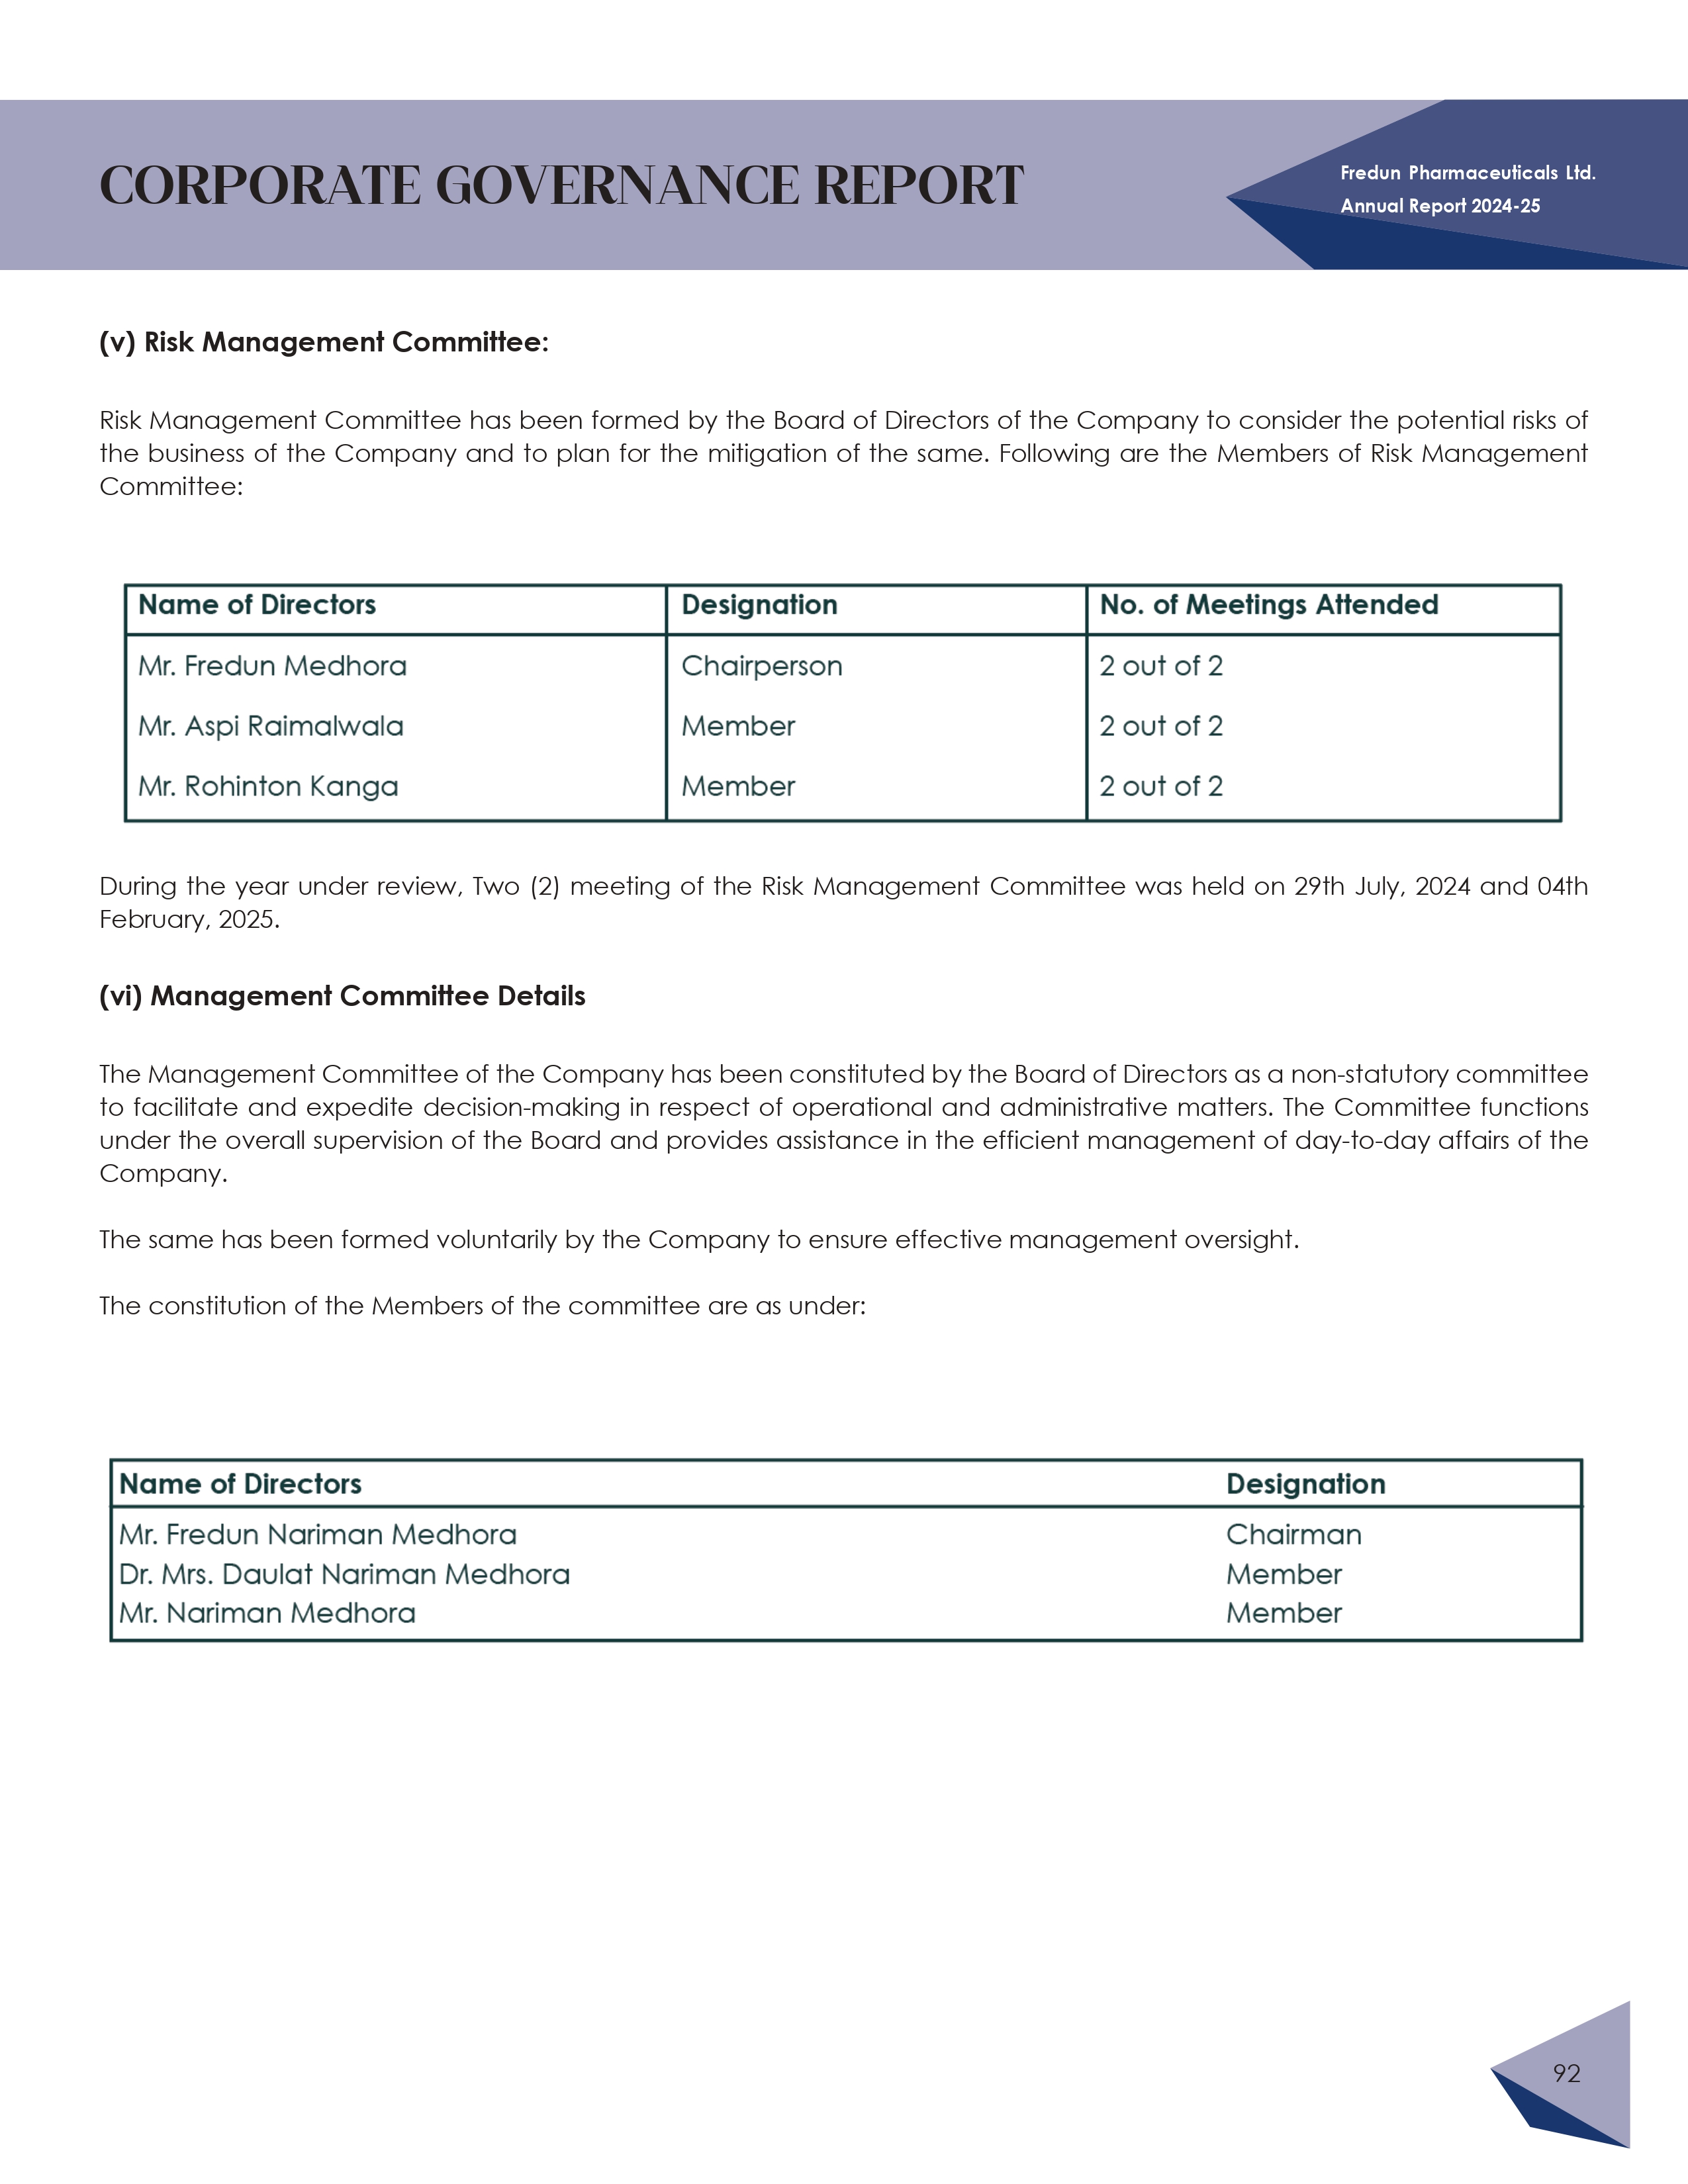 CORPORATE GOVERNANCE REPORT
Fredun Pharmaceuticals Ltd.
Annual Report 2024-25
(v) Risk Management Committee:
Risk Management Committee has been formed by the Board of Directors of the Company to consider the potential risks of
the business of the Company and to plan for the mitigation of the same. Following are the Members of Risk Management
Committee:
Name of Directors Designation No. of Meetings Attended
Mr. Fredun Medhora Chairperson 2 out of 2
Mr. Aspi Raimalwala Member 2 out of 2
Mr. Rohinton Kanga Member 2 out of 2
During the year under review, Two (2) meeting of the Risk Management Committee was held on 29th July, 2024 and 04th
February, 2025.
(vi) Management Committee Details
The Management Committee of the Company has been constituted by the Board of Directors as a non-statutory committee
to facilitate and expedite decision-making in respect of operational and administrative matters. The Committee functions
under the overall supervision of the Board and provides assistance in the efficient management of day-to-day affairs of the
Company.
The same has been formed voluntarily by the Company to ensure effective management oversight.
The constitution of the Members of the committee are as under:
Name of Directors Designation
Mr. Fredun Nariman Medhora Chairman
Dr. Mrs. Daulat Nariman Medhora Member
Mr. Nariman Medhora Member
92